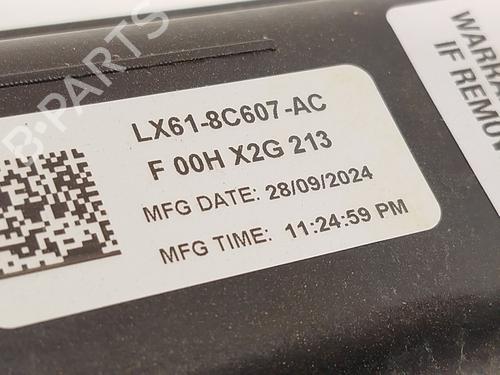 B-PARTS
LX61-8C607-AC
F 00H X2G 213
MFG DATE: 28/09/2024
MFG TIME: 11:24:59 PM
IF REMOV